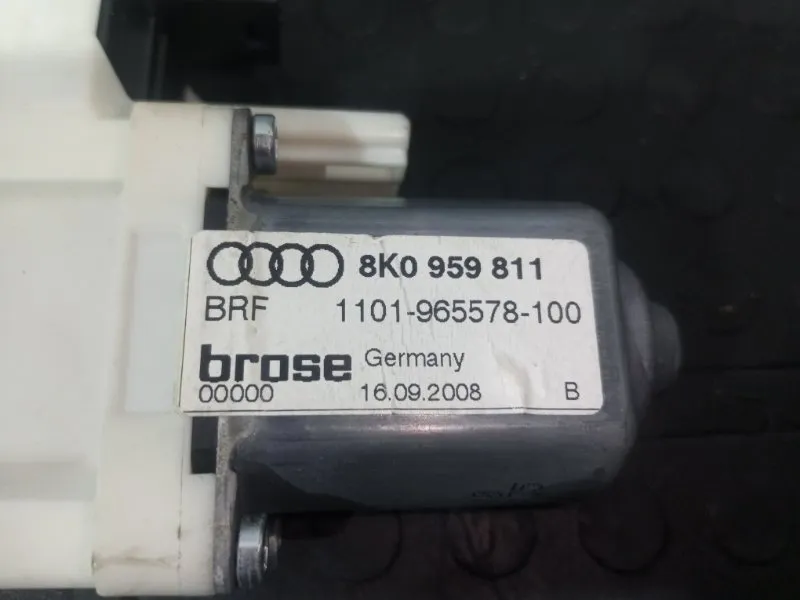 8K0 959 811
BRF 1101-965578-100
brose Germany
00000 16.09.2008 B